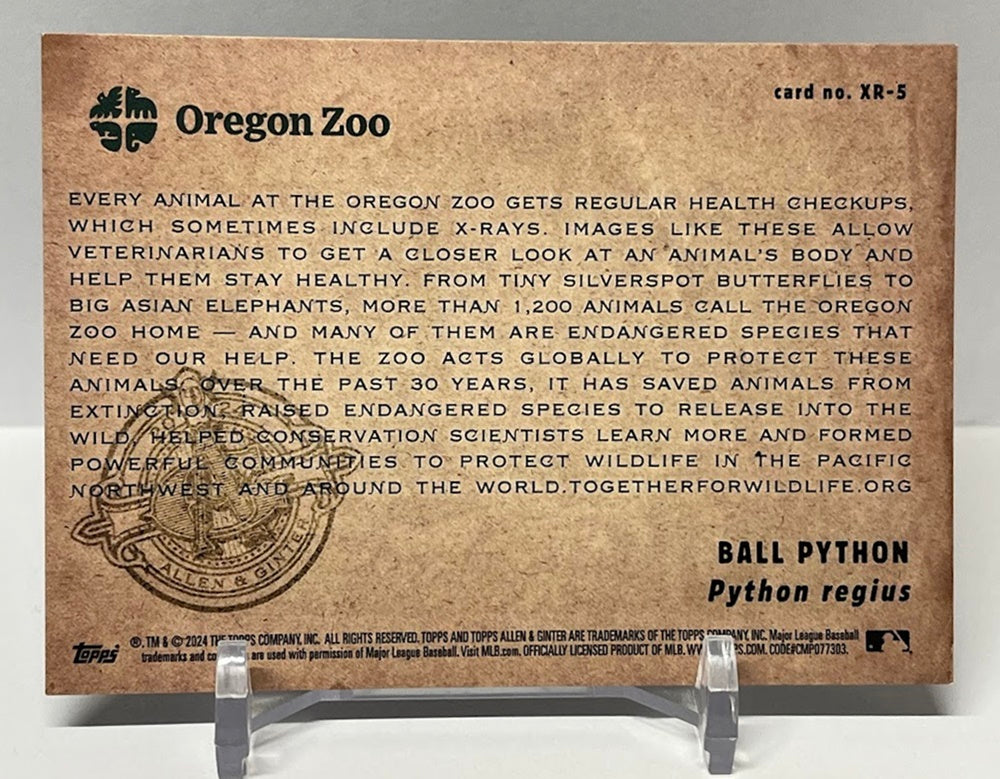 Oregon Zoo
card no. XR-5
EVERY ANIMAL AT THE OREGON ZOO GETS REGULAR HEALTH CHECKUPS,
WHICH SOMETIMES INCLUDE X-RAYS. IMAGES LIKE THESE ALLOW
VETERINARIANS TO GET A CLOSER LOOK AT AN ANIMAL'S BODY AND
HELP THEM STAY HEALTHY. FROM TINY SILVERSPOT BUTTERFLIES TO
BIG ASIAN ELEPHANTS, MORE THAN 1,200 ANIMALS CALL THE OREGON
ZOO HOME — AND MANY OF THEM ARE ENDANGERED SPECIES THAT
NEED OUR HELP. THE ZOO ACTS GLOBALLY TO PROTECT THESE
ANIMALS. OVER THE PAST 30 YEARS, IT HAS SAVED ANIMALS FROM
EXTINCTION, RAISED ENDANGERED SPECIES TO RELEASE INTO THE
WILD, HELPED CONSERVATION SCIENTISTS LEARN MORE AND FORMED
POWERFUL COMMUNITIES TO PROTECT WILDLIFE IN THE PACIFIC
NORTHWEST AND AROUND THE WORLD.TOGETHERFORWILDLIFE.ORG
ALLEN & GINTER
BALL PYTHON
Python regius
Topps
®, TM & © 2024 THE TOPPS COMPANY, INC. ALL RIGHTS RESERVED. TOPPS AND TOPPS ALLEN & GINTER ARE TRADEMARKS OF THE TOPPS COMPANY, INC. Major League Baseball
trademarks and are used with permission of Major League Baseball. Visit MLB.com. OFFICIALLY LICENSED PRODUCT OF MLB. CODE#CMP077303.